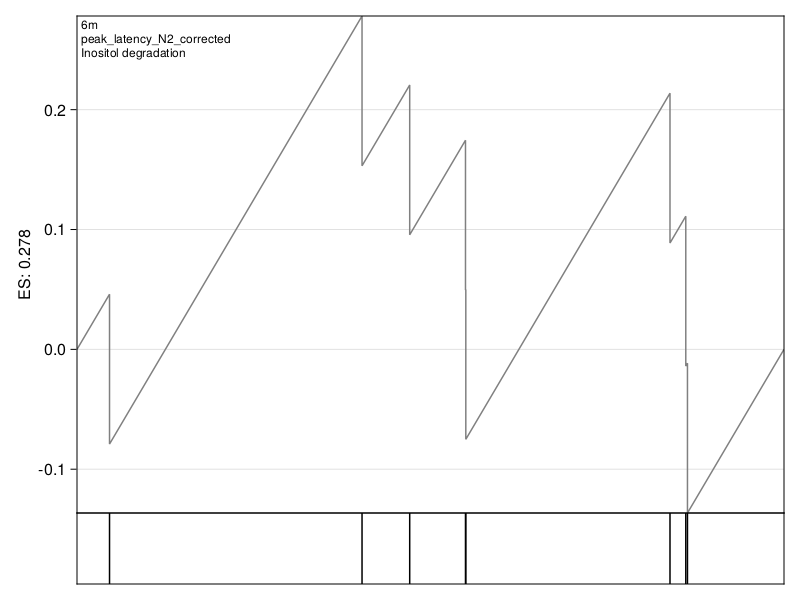 6m
peak_latency_N2_corrected
Inositol degradation
0.2
0.1
0.0
-0.1
ES: 0.278